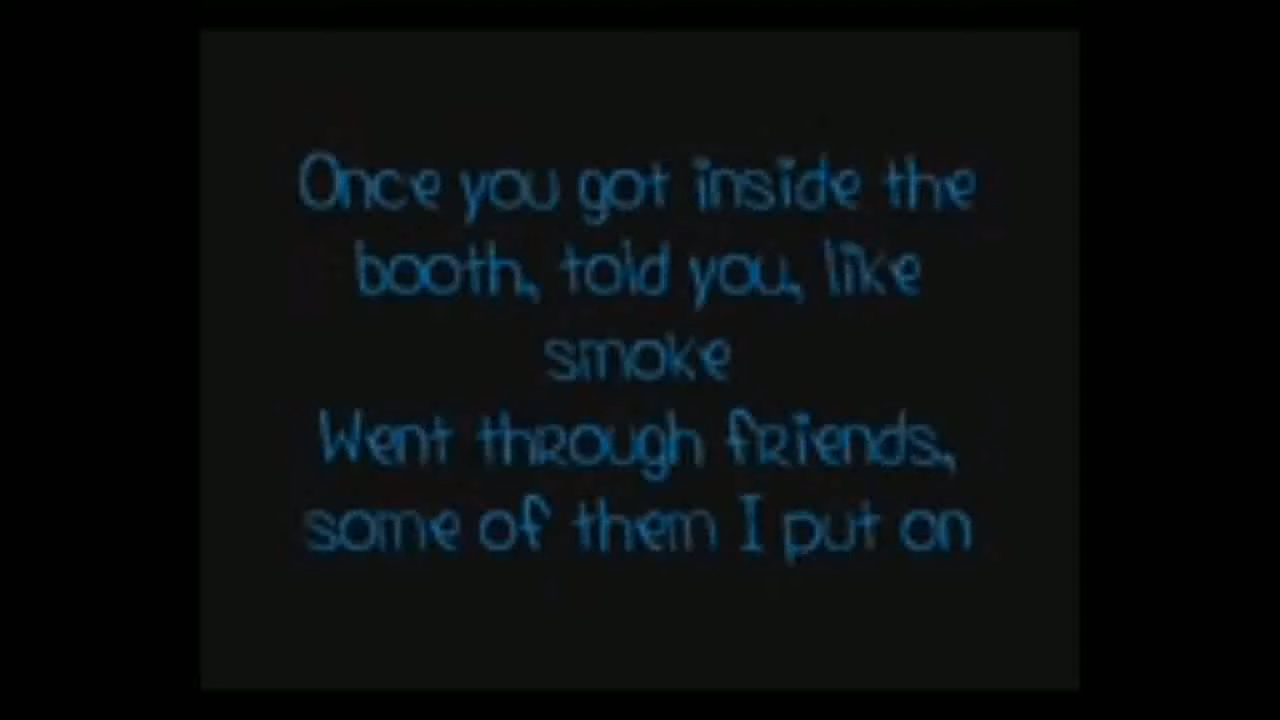 Once you got inside the
booth, told you, like
smoke
Went through friends,
some of them I put on